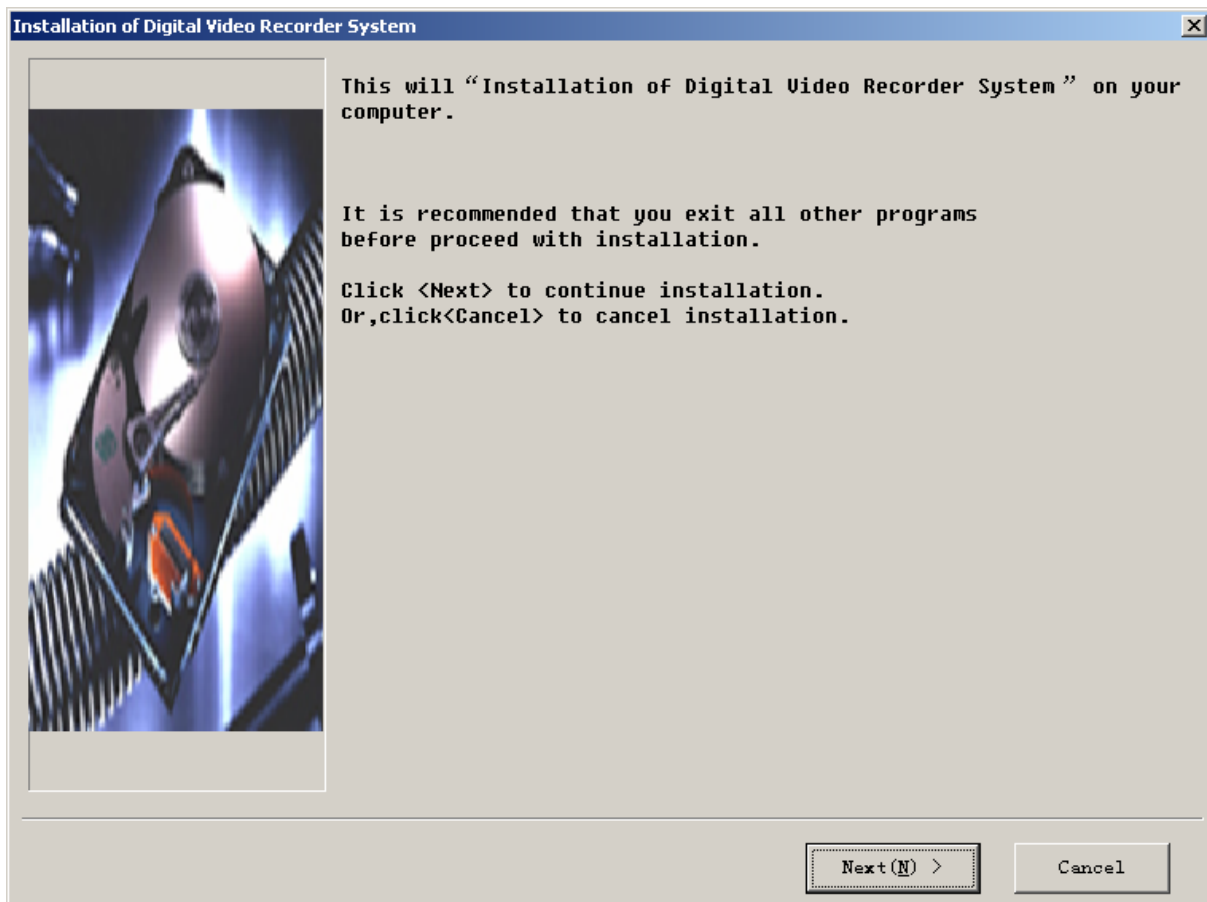 Installation of Digital Video Recorder System
This will “Installation of Digital Video Recorder System” on your
computer.
It is recommended that you exit all other programs
before proceed with installation.
Click <Next> to continue installation.
Or,click<Cancel> to cancel installation.
Next(N) >
Cancel